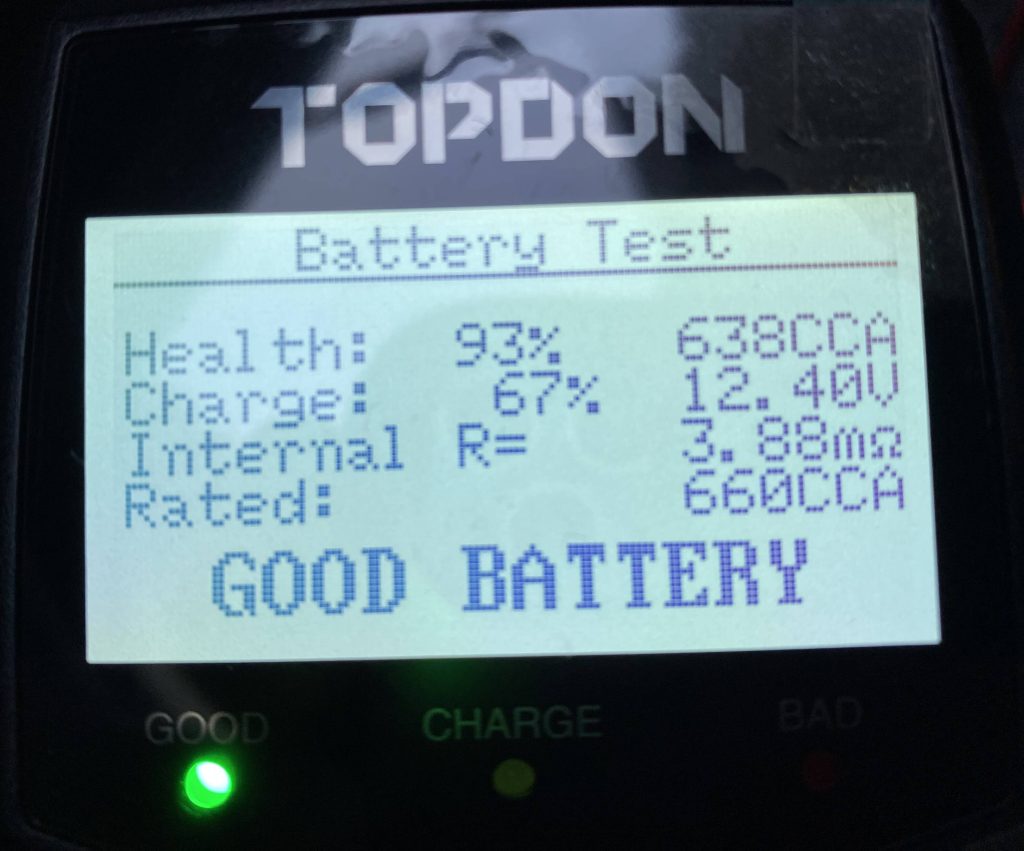 TOPDON
Battery Test
Health: 93% 638CCA
Charge: 67% 12.40V
Internal R= 3.88mΩ
Rated: 660CCA
GOOD BATTERY
GOOD CHARGE BAD